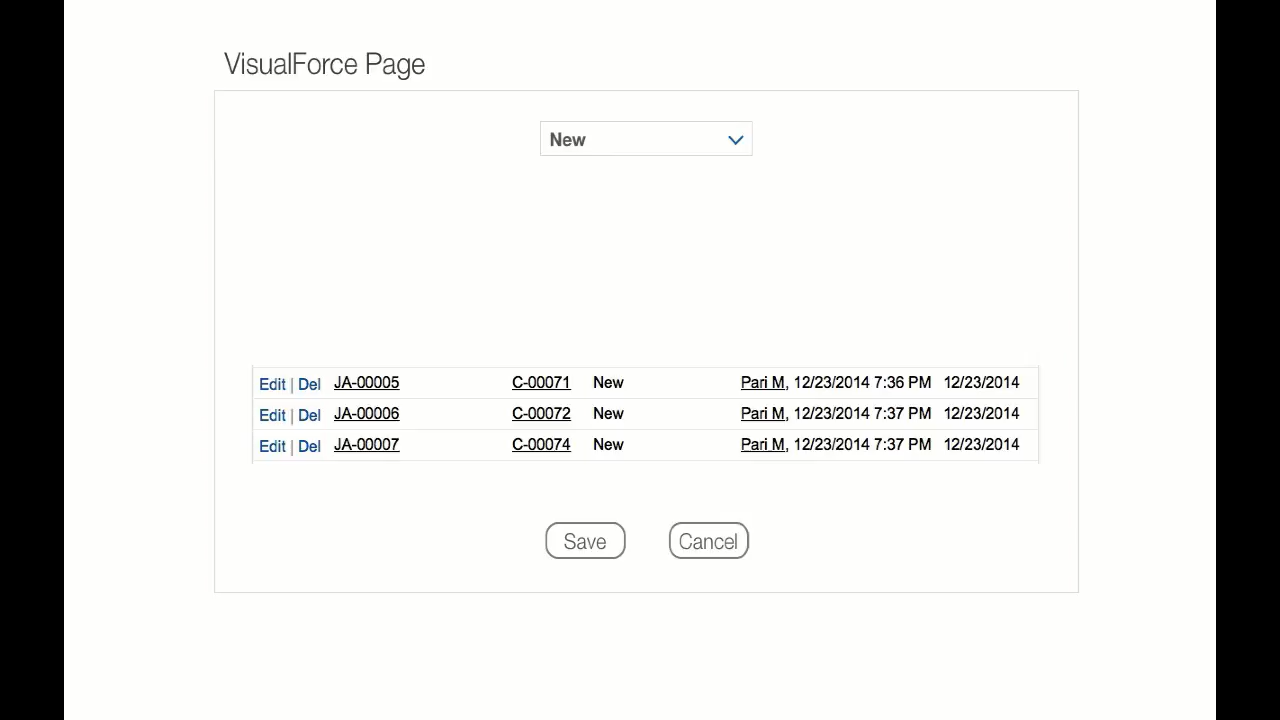 VisualForce Page
New
Edit | Del JA-00005 C-00071 New Pari M, 12/23/2014 7:36 PM 12/23/2014
Edit | Del JA-00006 C-00072 New Pari M, 12/23/2014 7:37 PM 12/23/2014
Edit | Del JA-00007 C-00074 New Pari M, 12/23/2014 7:37 PM 12/23/2014
Save Cancel